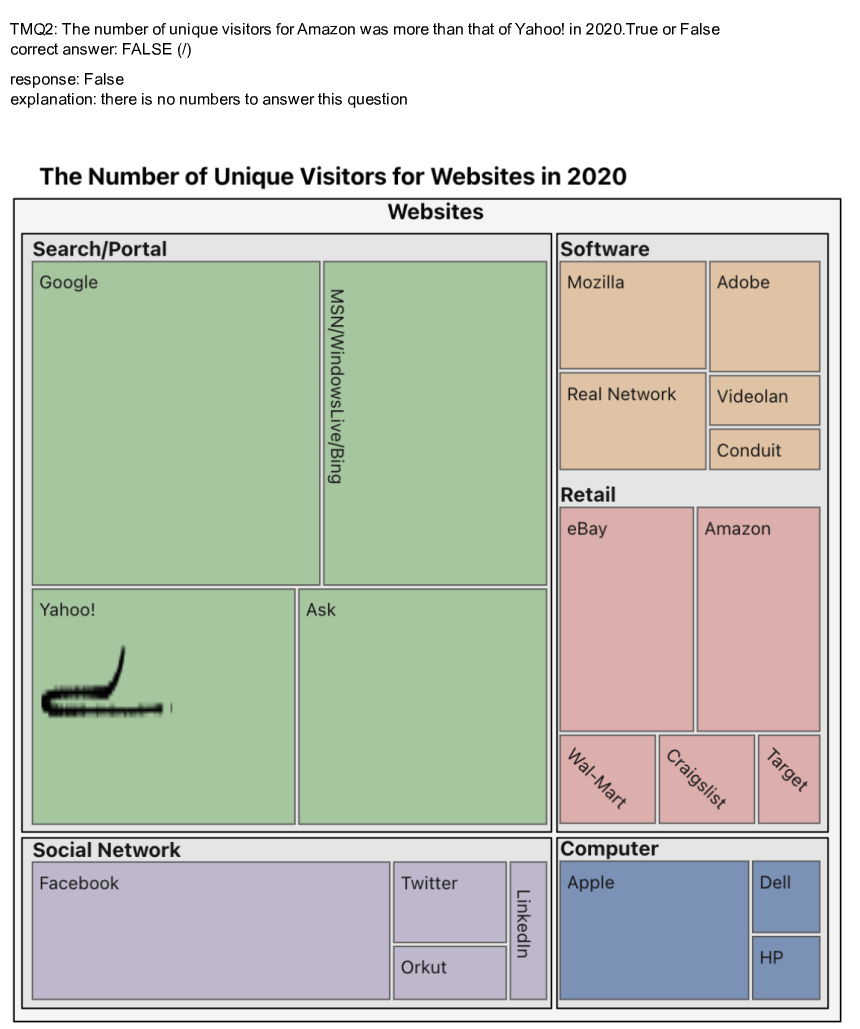 TMQ2: The number of unique visitors for Amazon was more than that of Yahoo! in 2020.True or False
correct answer: FALSE (/)
response: False
explanation: there is no numbers to answer this question
The Number of Unique Visitors for Websites in 2020
Websites
Search/Portal
Google
MSN/WindowsLive/Bing
Yahoo!
Ask
Software
Mozilla
Adobe
Real Network
Videolan
Conduit
Retail
eBay
Amazon
Wal-Mart
Craigslist
Target
Social Network
Facebook
Twitter
Orkut
LinkedIn
Computer
Apple
Dell
HP